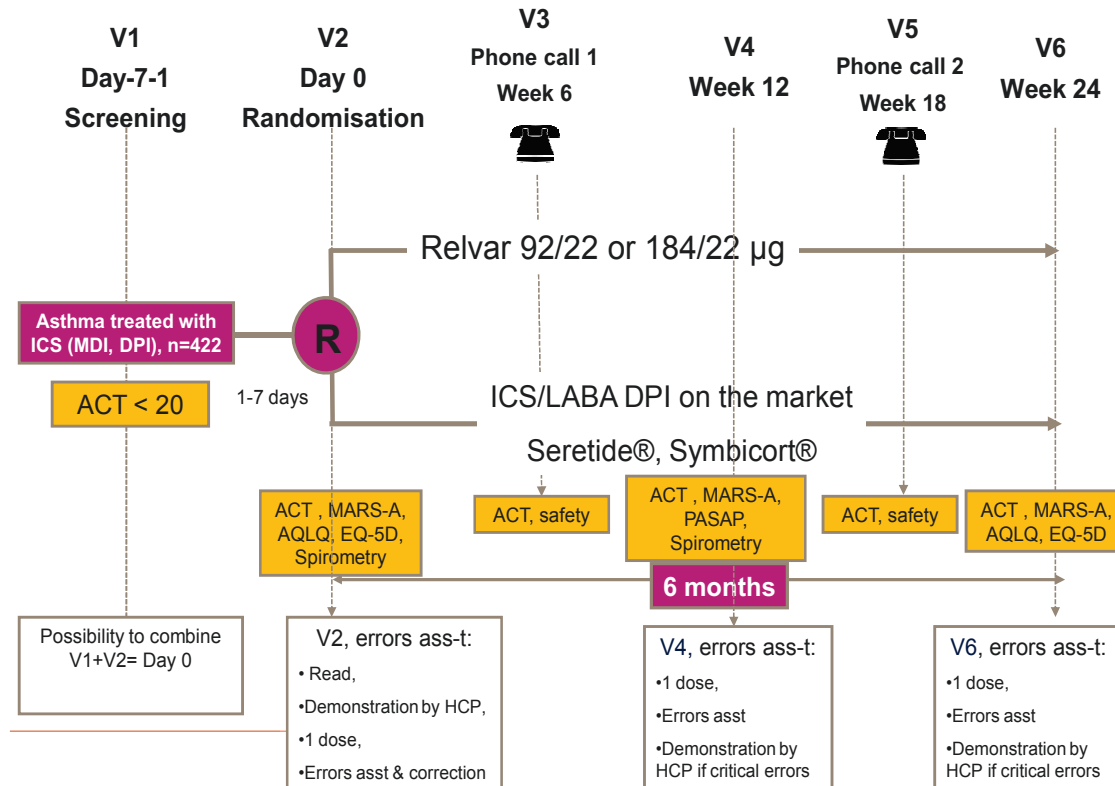 V1
Day-7-1
Screening
V2
Day 0
Randomisation
V3
Phone call 1
Week 6
V4
Week 12
V5
Phone call 2
Week 18
V6
Week 24
Relvar 92/22 or 184/22 µg
Asthma treated with
ICS (MDI, DPI), n=422
R
ACT < 20
1-7 days
ICS/LABA DPI on the market
Seretide®, Symbicort®
ACT , MARS-A,
AQLQ, EQ-5D,
Spirometry
ACT, safety
ACT , MARS-A,
PASAP,
Spirometry
ACT, safety
ACT, MARS-A,
AQLQ, EQ-5D
6 months
Possibility to combine
V1+V2= Day 0
V2, errors ass-t:
• Read,
•Demonstration by HCP,
•1 dose,
•Errors asst & correction
V4, errors ass-t:
•1 dose,
•Errors asst
•Demonstration by
HCP if critical errors
V6, errors ass-t:
•1 dose,
•Errors asst
•Demonstration by
HCP if critical errors